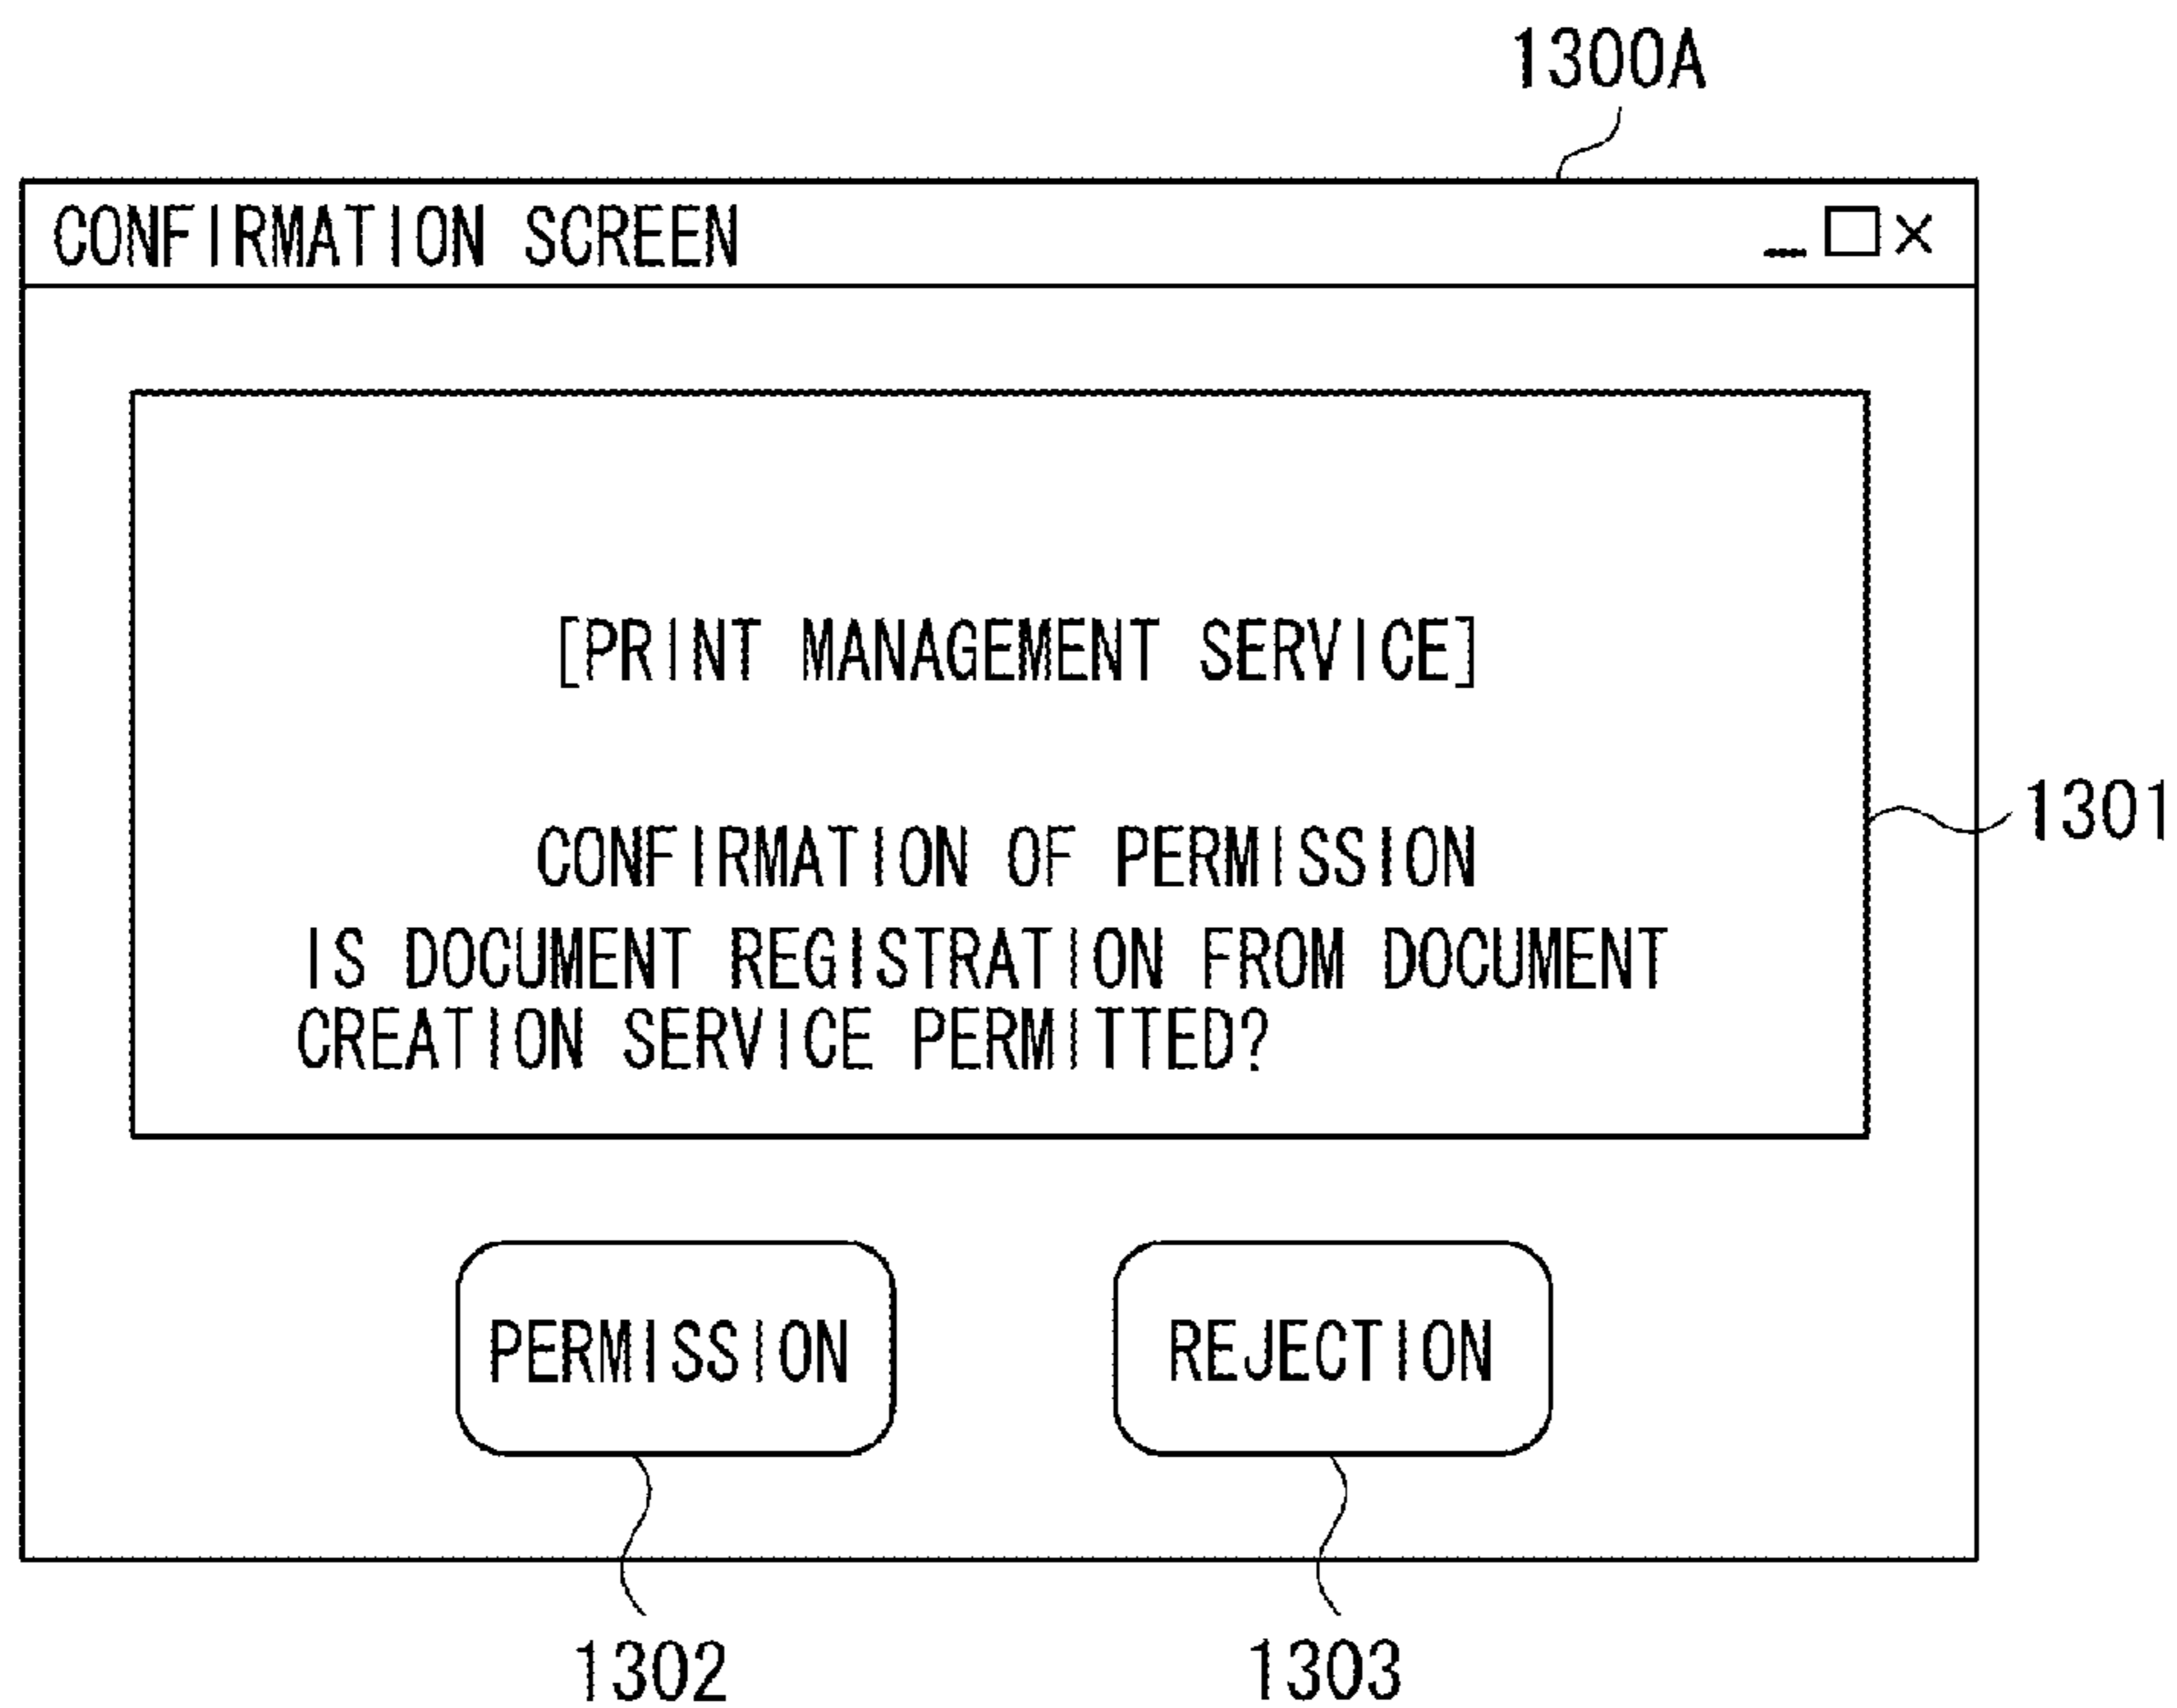 1300A
CONFIRMATION SCREEN
[PRINT MANAGEMENT SERVICE]
1301
CONFIRMATION OF PERMISSION
IS DOCUMENT REGISTRATION FROM DOCUMENT
CREATION SERVICE PERMITTED?
PERMISSION
REJECTION
1302
1303